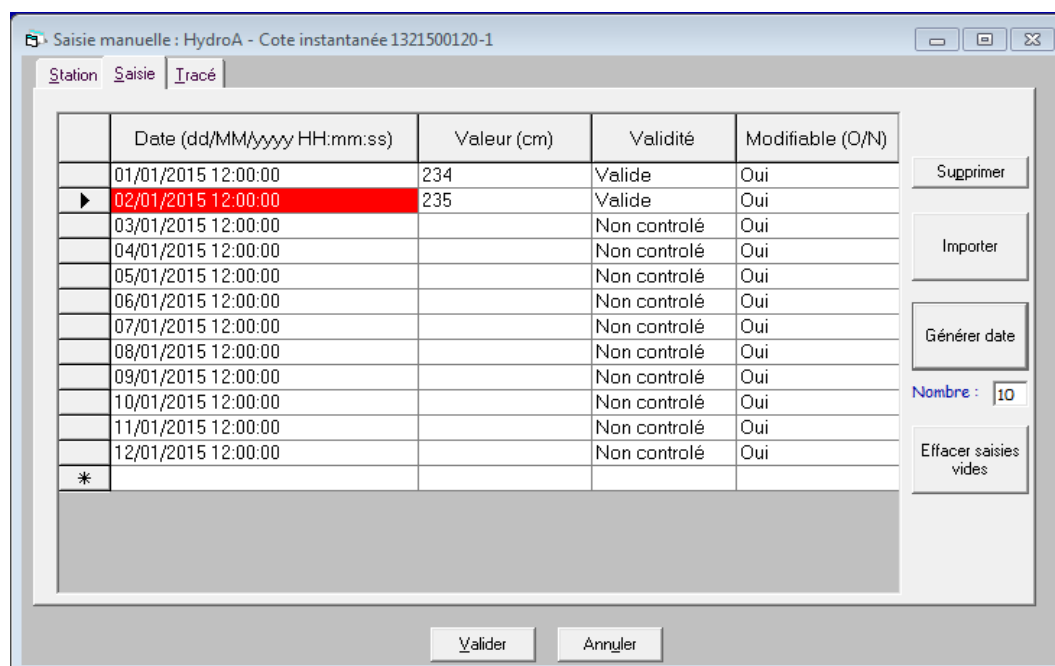 Saisie manuelle : HydroA - Cote instantanée 1321500120-1
Station Saisie Tracé
Date (dd/MM/yyyy HH:mm:ss) Valeur (cm) Validité Modifiable (O/N)
01/01/2015 12:00:00 234 Valide Oui
02/01/2015 12:00:00 235 Valide Oui
03/01/2015 12:00:00 Non controlé Oui
04/01/2015 12:00:00 Non controlé Oui
05/01/2015 12:00:00 Non controlé Oui
06/01/2015 12:00:00 Non controlé Oui
07/01/2015 12:00:00 Non controlé Oui
08/01/2015 12:00:00 Non controlé Oui
09/01/2015 12:00:00 Non controlé Oui
10/01/2015 12:00:00 Non controlé Oui
11/01/2015 12:00:00 Non controlé Oui
12/01/2015 12:00:00 Non controlé Oui
*
Supprimer
Importer
Générer date
Nombre : 10
Effacer saisies
vides
Valider Annuler